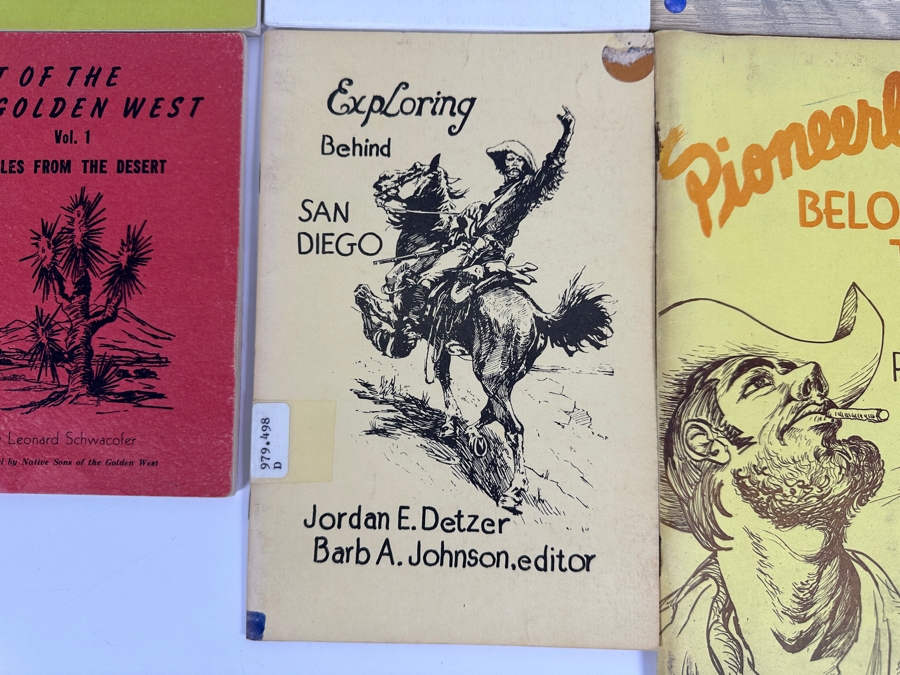 T OF THE
GOLDEN WEST
Vol. 1
LES FROM THE DESERT
Leonard Schwacofer
by Native Sons of the Golden West
Exploring
Behind
SAN
DIEGO
979.498
D
Jordan E. Detzer
Barb A. Johnson, editor
Pioneer
BELO